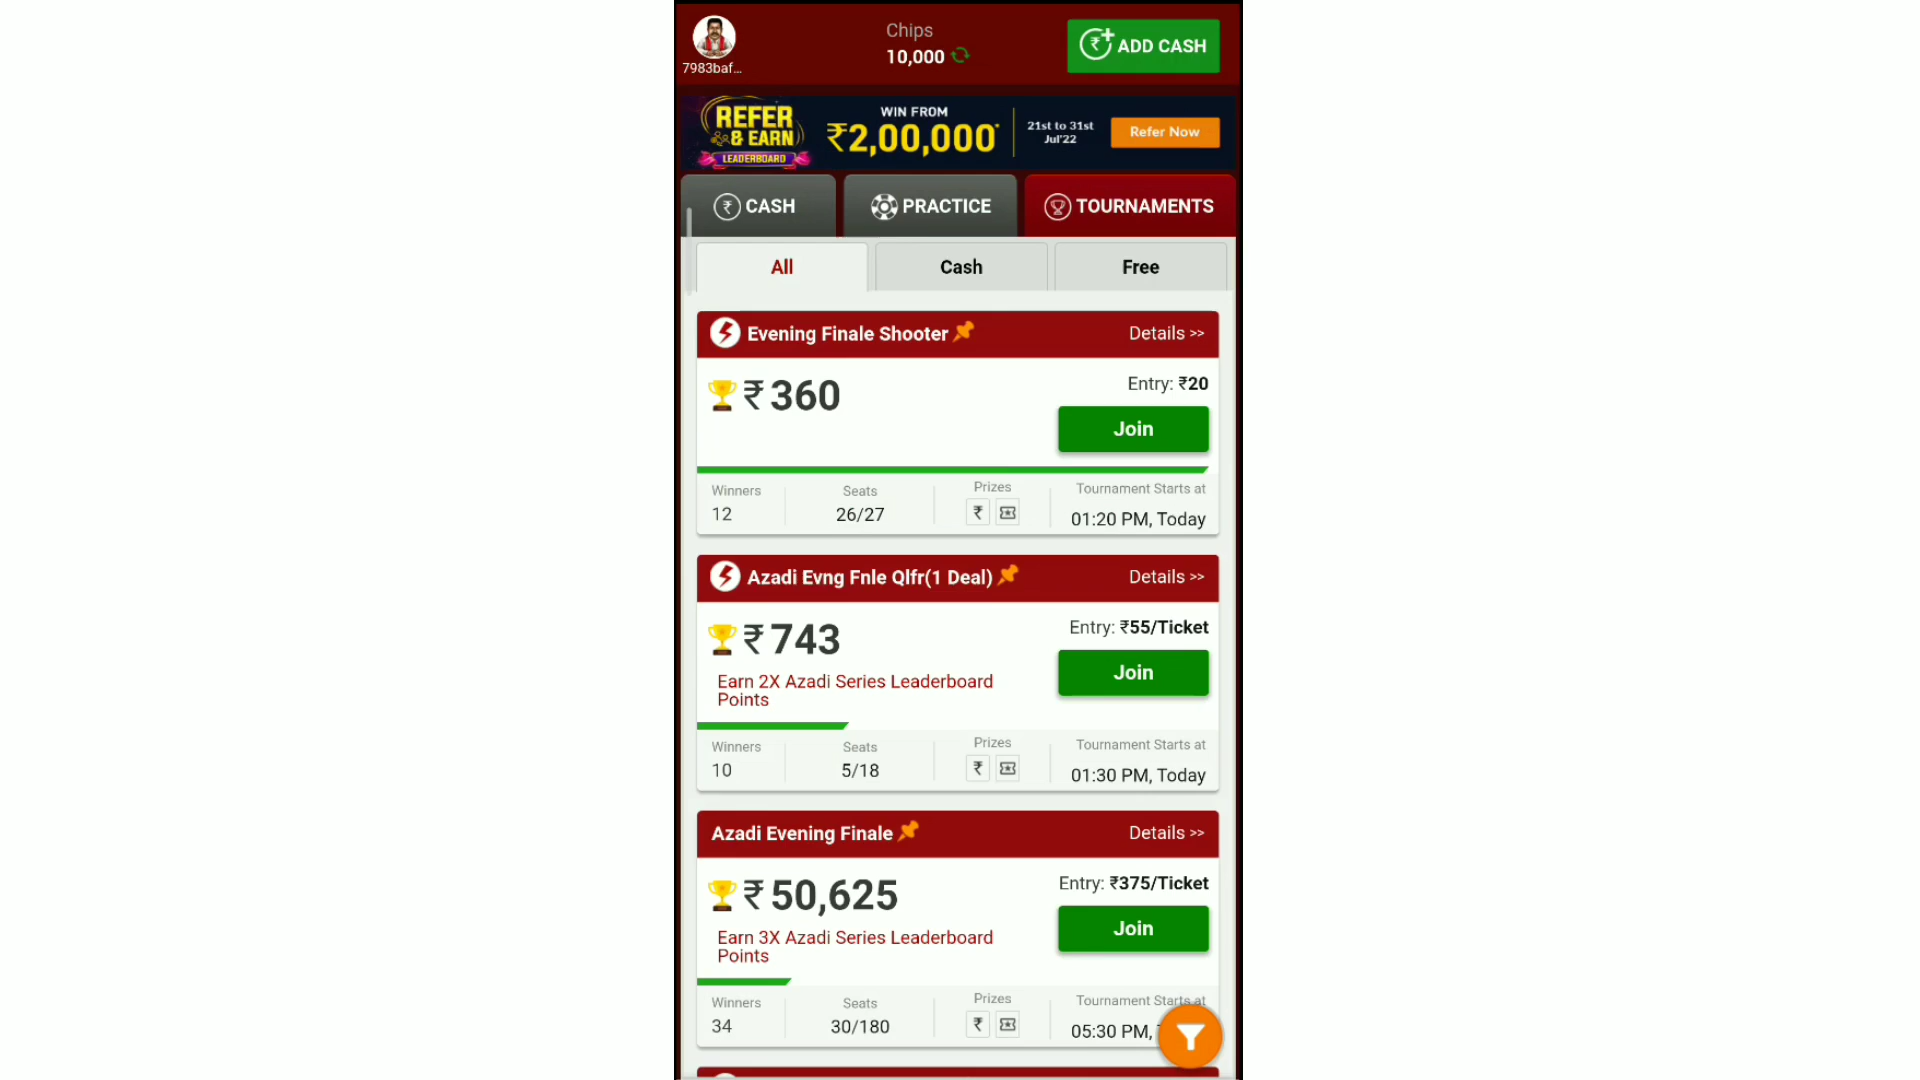 Chips
10,000
ADD CASH
7983baf...
REFER
& EARN
LEADERBOARD
WIN FROM
₹2,00,000*
21st to 31st
Jul'22
Refer Now
CASH
PRACTICE
TOURNAMENTS
All
Cash
Free
Evening Finale Shooter
Details >>
₹ 360
Entry: ₹20
Join
Winners
Seats
Prizes
Tournament Starts at
12
26/27
₹
01:20 PM, Today
Azadi Evng Fnle Qlfr(1 Deal)
Details >>
₹ 743
Entry: ₹55/Ticket
Join
Earn 2X Azadi Series Leaderboard
Points
Winners
Seats
Prizes
Tournament Starts at
10
5/18
₹
01:30 PM, Today
Azadi Evening Finale
Details >>
₹ 50,625
Entry: ₹375/Ticket
Join
Earn 3X Azadi Series Leaderboard
Points
Winners
Seats
Prizes
Tournament Starts at
34
30/180
₹
05:30 PM,